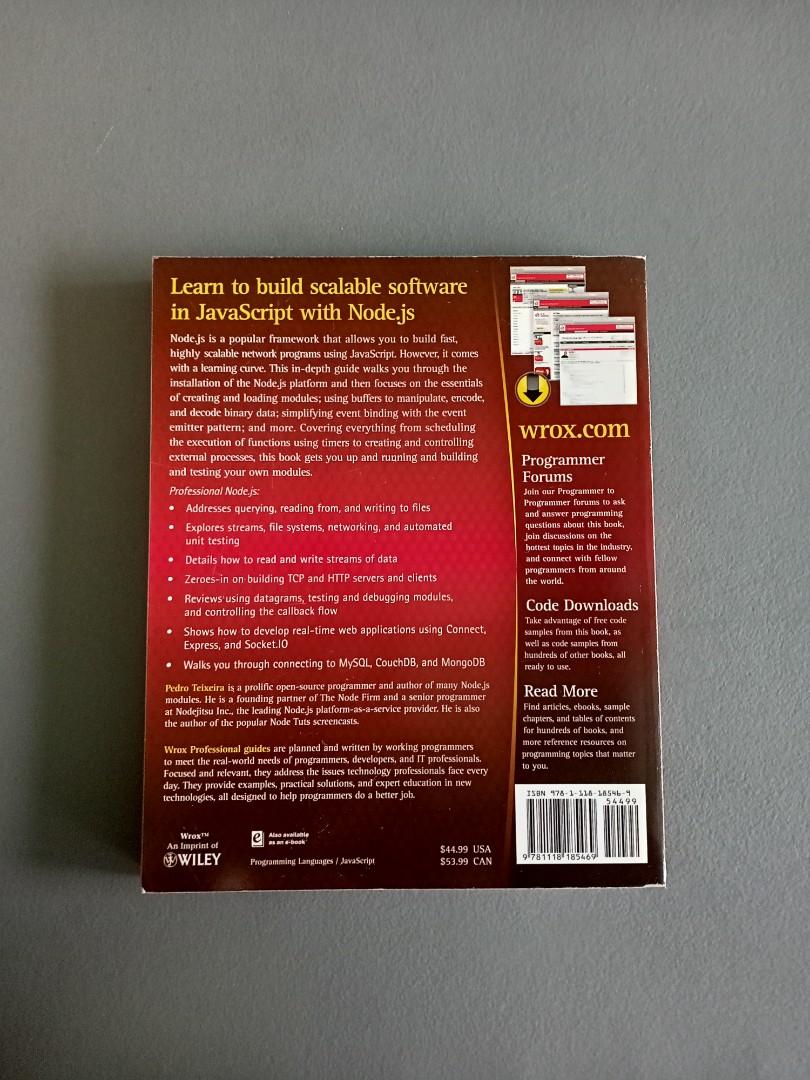 Learn to build scalable software
in JavaScript with Node.js
Node.js is a popular framework that allows you to build fast,
highly scalable network programs using JavaScript. However, it comes
with a learning curve. This in-depth guide walks you through the
installation of the Node.js platform and then focuses on the essentials
of creating and loading modules; using buffers to manipulate, encode,
and decode binary data; simplifying event binding with the event
emitter pattern; and more. Covering everything from scheduling
the execution of functions using timers to creating and controlling
external processes, this book gets you up and running and building
and testing your own modules.
Professional Node.js:
• Addresses querying, reading from, and writing to files
• Explores streams, file systems, networking, and automated
unit testing
• Details how to read and write streams of data
• Zeroes-in on building TCP and HTTP servers and clients
• Reviews using datagrams, testing and debugging modules,
and controlling the callback flow
• Shows how to develop real-time web applications using Connect,
Express, and Socket.IO
• Walks you through connecting to MySQL, CouchDB, and MongoDB
Pedro Teixeira is a prolific open-source programmer and author of many Node.js
modules. He is a founding partner of The Node Firm and a senior programmer
at Nodejitsu Inc., the leading Node.js platform-as-a-service provider. He is also
the author of the popular Node Tuts screencasts.
Wrox Professional guides are planned and written by working programmers
to meet the real-world needs of programmers, developers, and IT professionals.
Focused and relevant, they address the issues technology professionals face every
day. They provide examples, practical solutions, and expert education in new
technologies, all designed to help programmers do a better job.
Wrox™
An Imprint of
WILEY
Also available
as an e-book
Programming Languages / JavaScript
$44.99 USA
$53.99 CAN
wrox.com
Programmer
Forums
Join our Programmer to
Programmer forums to ask
and answer programming
questions about this book,
join discussions on the
hottest topics in the industry,
and connect with fellow
programmers from around
the world.
Code Downloads
Take advantage of free code
samples from this book, as
well as code samples from
hundreds of other books, all
ready to use.
Read More
Find articles, ebooks, sample
chapters, and tables of contents
for hundreds of books, and
more reference resources on
programming topics that matter
to you.
ISBN 978-1-118-18546-9
54499
9 781118 185469